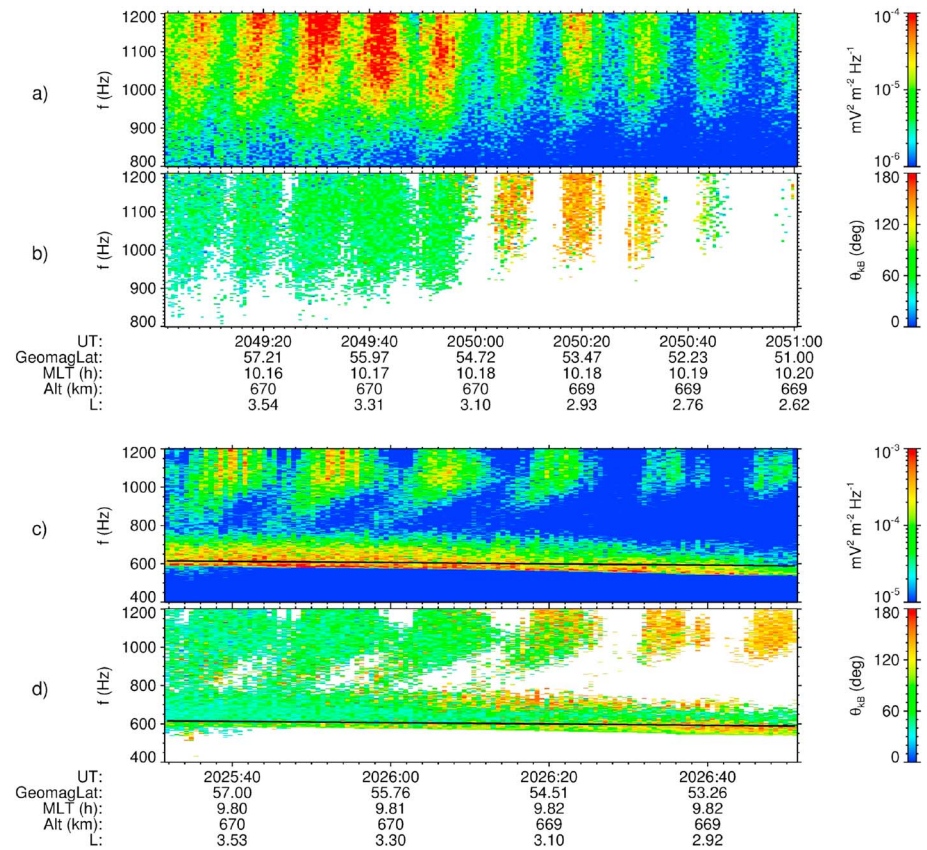 a)
f (Hz)
1200
1100
1000
900
800
10-4
10-5
10-6
mV2 m-2 Hz-1
b)
f (Hz)
1200
1100
1000
900
800
180
120
60
0
θkB (deg)
UT: 2049:20 2049:40 2050:00 2050:20 2050:40 2051:00
GeomagLat: 57.21 55.97 54.72 53.47 52.23 51.00
MLT (h): 10.16 10.17 10.18 10.18 10.19 10.20
Alt (km): 670 670 670 669 669 669
L: 3.54 3.31 3.10 2.93 2.76 2.62
c)
f (Hz)
1200
1000
800
600
400
10-3
10-4
10-5
mV2 m-2 Hz-1
d)
f (Hz)
1200
1000
800
600
400
180
120
60
0
θkB (deg)
UT: 2025:40 2026:00 2026:20 2026:40
GeomagLat: 57.00 55.76 54.51 53.26
MLT (h): 9.80 9.81 9.82 9.82
Alt (km): 670 670 669 669
L: 3.53 3.30 3.10 2.92